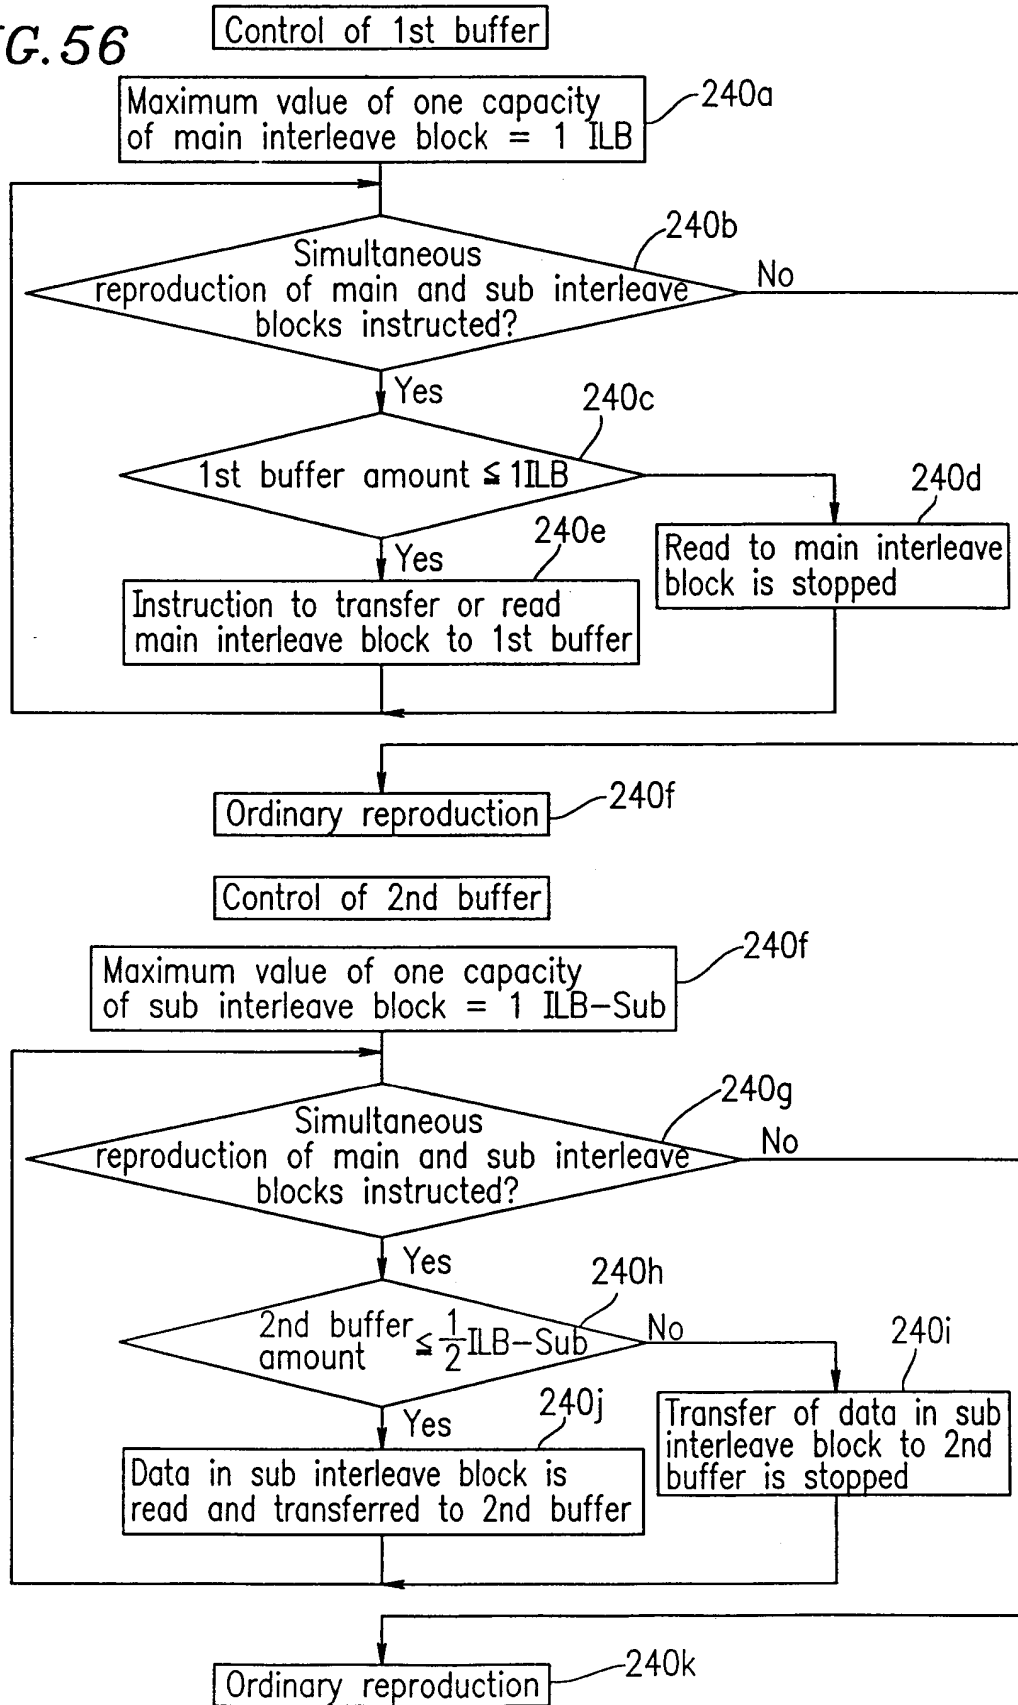 G.56
Control of 1st buffer
Maximum value of one capacity
of main interleave block = 1 ILB
240a
240b
Simultaneous
reproduction of main and sub interleave
blocks instructed?
No
Yes
240c
1st buffer amount ≦ 1ILB
240d
240e
Yes
Read to main interleave
block is stopped
Instruction to transfer or read
main interleave block to 1st buffer
Ordinary reproduction
240f
Control of 2nd buffer
240f
Maximum value of one capacity
of sub interleave block = 1 ILB-Sub
240g
Simultaneous
reproduction of main and sub interleave
blocks instructed?
No
Yes
240h
2nd buffer
amount ≦ 1/2 ILB-Sub
No
240i
240j
Yes
Transfer of data in sub
interleave block to 2nd
buffer is stopped
Data in sub interleave block is
read and transferred to 2nd buffer
Ordinary reproduction
240k